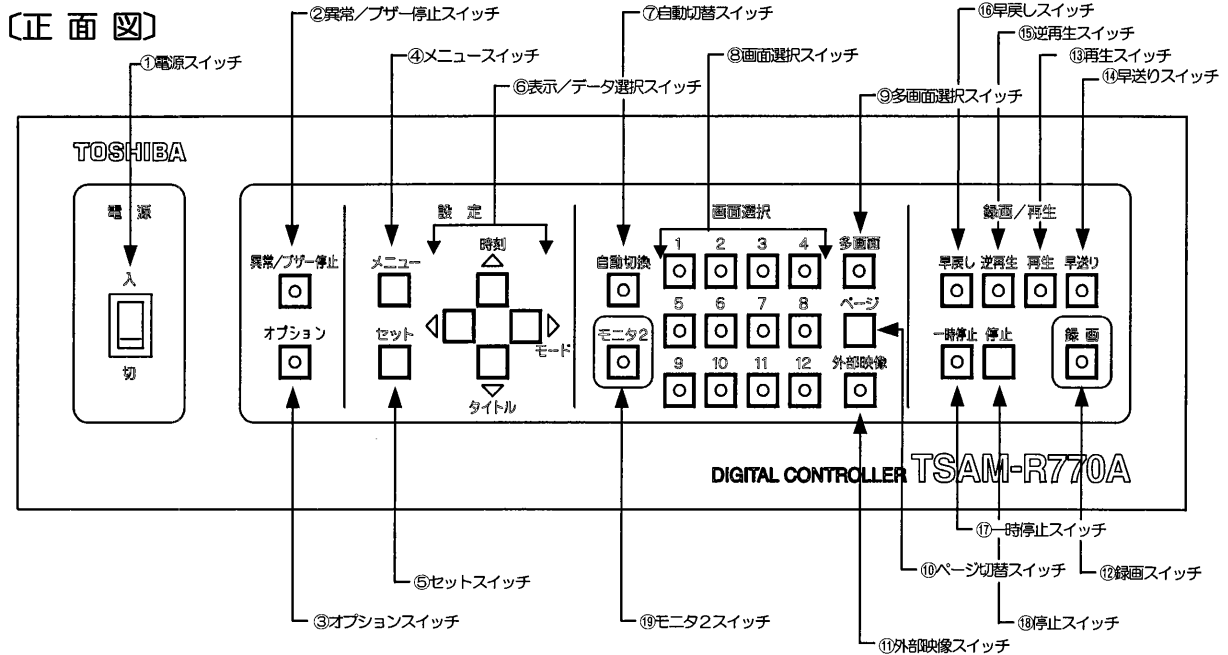 〔正 面 図〕
②異常／ブザー停止スイッチ
⑦自動切替スイッチ
⑯早戻しスイッチ
⑮逆再生スイッチ
①電源スイッチ
④メニュースイッチ
⑧画面選択スイッチ
⑬再生スイッチ
⑭早送りスイッチ
⑥表示／データ選択スイッチ
⑨多画面選択スイッチ
TOSHIBA
電 源
入
切
異常/ブザー停止
オプション
設 定
メニュー
セット
時刻
モード
タイトル
画面選択
自動切換
モニタ2
1 2 3 4
5 6 7 8
9 10 11 12
多画面
ページ
外部映像
録画／再生
早戻し 逆再生 再生 早送り
一時停止 停止
録 画
DIGITAL CONTROLLER TSAM-R770A
⑰一時停止スイッチ
⑩ページ切替スイッチ
⑫録画スイッチ
⑤セットスイッチ
③オプションスイッチ
⑲モニタ2スイッチ
⑱停止スイッチ
⑪外部映像スイッチ